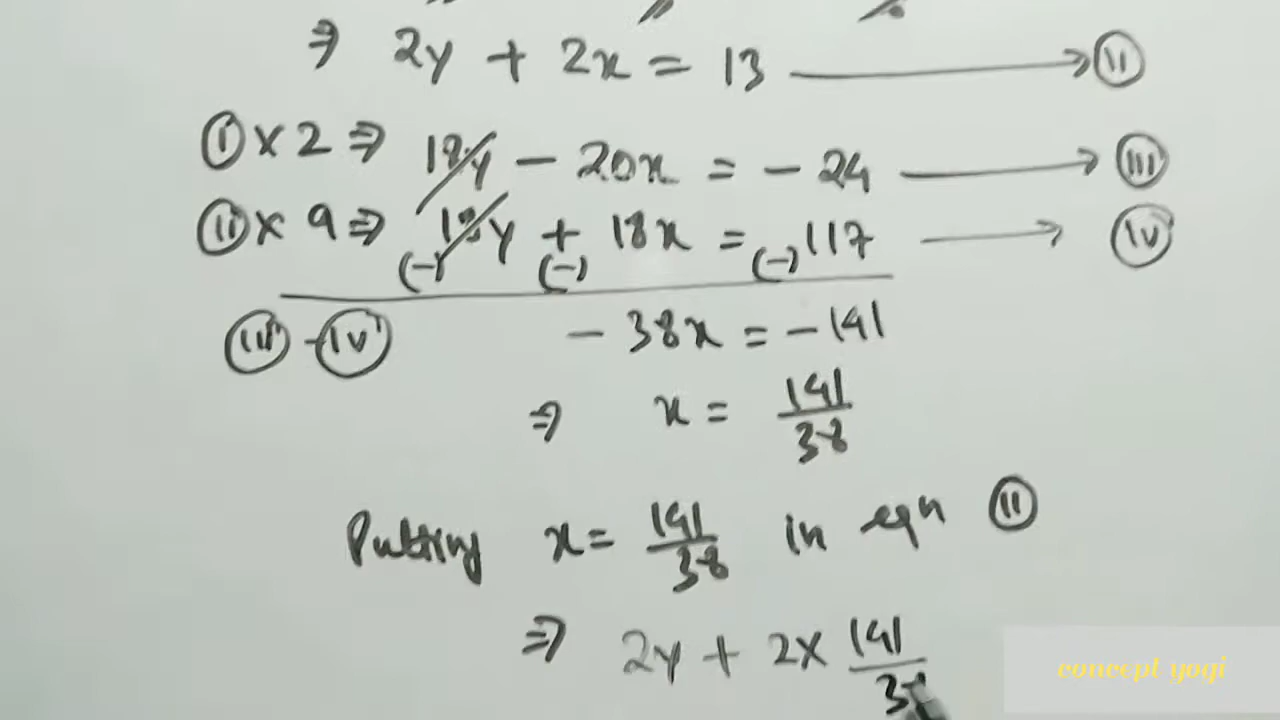 ⇒ 2y + 2x = 13 → (ii)
(i) × 2 ⇒ 18y - 20x = -24 → (iii)
(ii) × 9 ⇒ 18y + 18x = 117 → (iv)
(-) (-) (-)
(iii) - (iv) -38x = -141
⇒ x = 141/38
Putting x = 141/38 in eqn (ii)
⇒ 2y + 2× 141/38
concept yogi